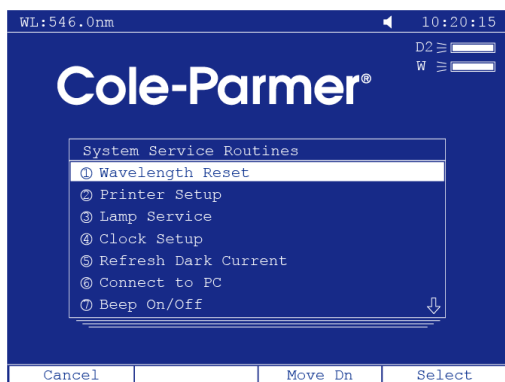 WL:546.0nm 10:20:15
D2
W
Cole-Parmer®
System Service Routines
① Wavelength Reset
② Printer Setup
③ Lamp Service
④ Clock Setup
⑤ Refresh Dark Current
⑥ Connect to PC
⑦ Beep On/Off
Cancel Move Dn Select